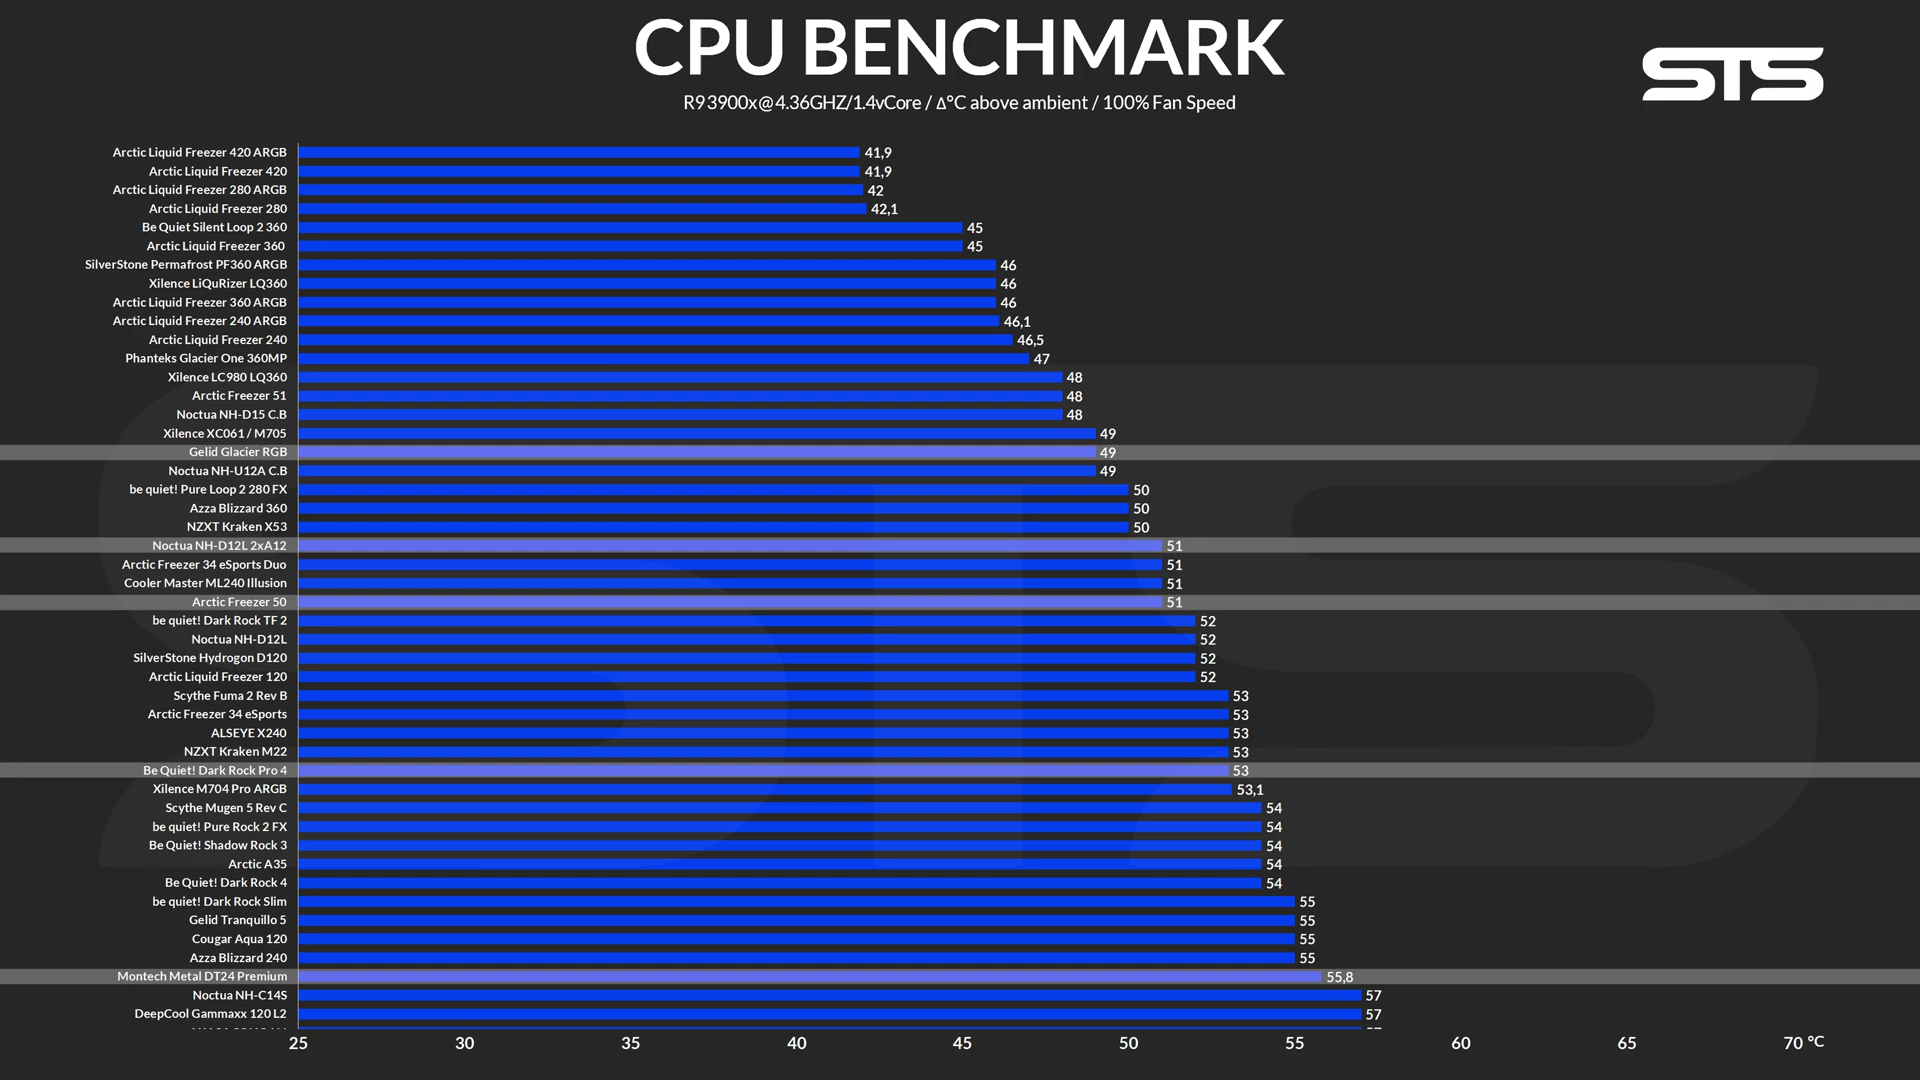 CPU BENCHMARK
STS
R9 3900x@4.36GHZ/1.4vCore / Δ°C above ambient / 100% Fan Speed
Arctic Liquid Freezer 420 ARGB 41,9
Arctic Liquid Freezer 420 41,9
Arctic Liquid Freezer 280 ARGB 42
Arctic Liquid Freezer 280 42,1
Be Quiet Silent Loop 2 360 45
Arctic Liquid Freezer 360 45
SilverStone Permafrost PF360 ARGB 46
Xilence LiQuRizer LQ360 46
Arctic Liquid Freezer 360 ARGB 46
Arctic Liquid Freezer 240 ARGB 46,1
Arctic Liquid Freezer 240 46,5
Phanteks Glacier One 360MP 47
Xilence LC980 LQ360 48
Arctic Freezer 51 48
Noctua NH-D15 C.B 48
Xilence XC061 / M705 49
Gelid Glacier RGB 49
Noctua NH-U12A C.B 49
be quiet! Pure Loop 2 280 FX 50
Azza Blizzard 360 50
NZXT Kraken X53 50
Noctua NH-D12L 2xA12 51
Arctic Freezer 34 eSports Duo 51
Cooler Master ML240 Illusion 51
Arctic Freezer 50 51
be quiet! Dark Rock TF 2 52
Noctua NH-D12L 52
SilverStone Hydrogon D120 52
Arctic Liquid Freezer 120 52
Scythe Fuma 2 Rev B 53
Arctic Freezer 34 eSports 53
ALSEYE X240 53
NZXT Kraken M22 53
Be Quiet! Dark Rock Pro 4 53
Xilence M704 Pro ARGB 53,1
Scythe Mugen 5 Rev C 54
be quiet! Pure Rock 2 FX 54
Be Quiet! Shadow Rock 3 54
Arctic A35 54
Be Quiet! Dark Rock 4 54
be quiet! Dark Rock Slim 55
Gelid Tranquillo 5 55
Cougar Aqua 120 55
Azza Blizzard 240 55
Montech Metal DT24 Premium 55,8
Noctua NH-C14S 57
DeepCool Gammaxx 120 L2 57
25 30 35 40 45 50 55 60 65 70 °C